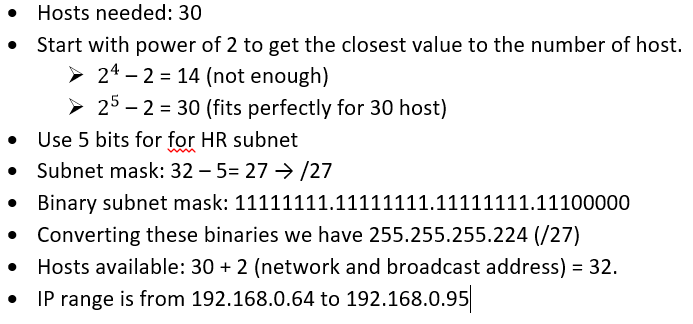 • Hosts needed: 30
• Start with power of 2 to get the closest value to the number of host.
➤ 2⁴ – 2 = 14 (not enough)
➤ 2⁵ – 2 = 30 (fits perfectly for 30 host)
• Use 5 bits for for HR subnet
• Subnet mask: 32 – 5= 27 → /27
• Binary subnet mask: 11111111.11111111.11111111.11100000
• Converting these binaries we have 255.255.255.224 (/27)
• Hosts available: 30 + 2 (network and broadcast address) = 32.
• IP range is from 192.168.0.64 to 192.168.0.95